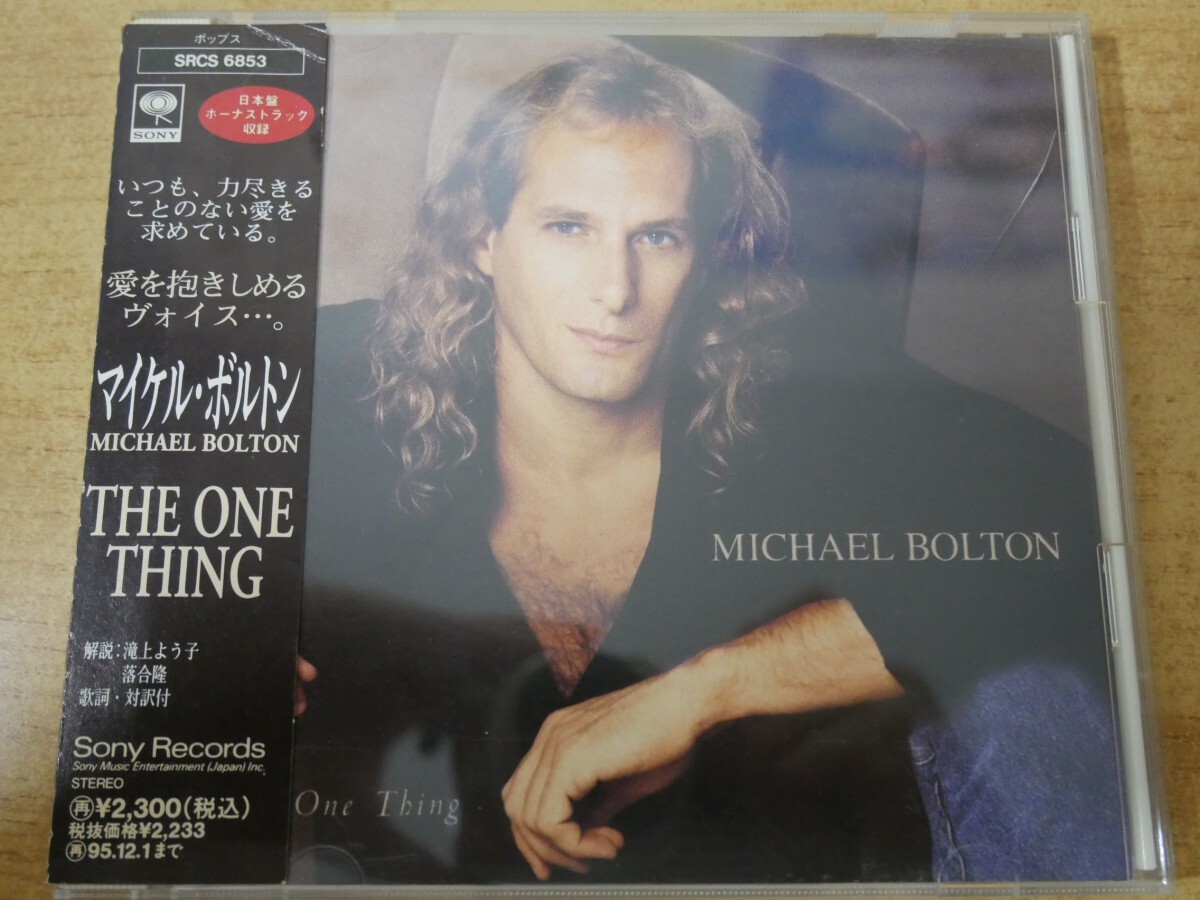 ポップス
SRCS 6853
SONY
日本盤
ボーナストラック
収録
いつも、力尽きる
ことのない愛を
求めている。
愛を抱きしめる
ヴォイス…。
マイケル・ボルトン
MICHAEL BOLTON
THE ONE
THING
解説:滝上よう子
落合隆
歌詞・対訳付
Sony Records
Sony Music Entertainment (Japan) Inc.
STEREO
再¥2,300(税込)
税抜価格¥2,233
再95.12.1まで
MICHAEL BOLTON
One Thing